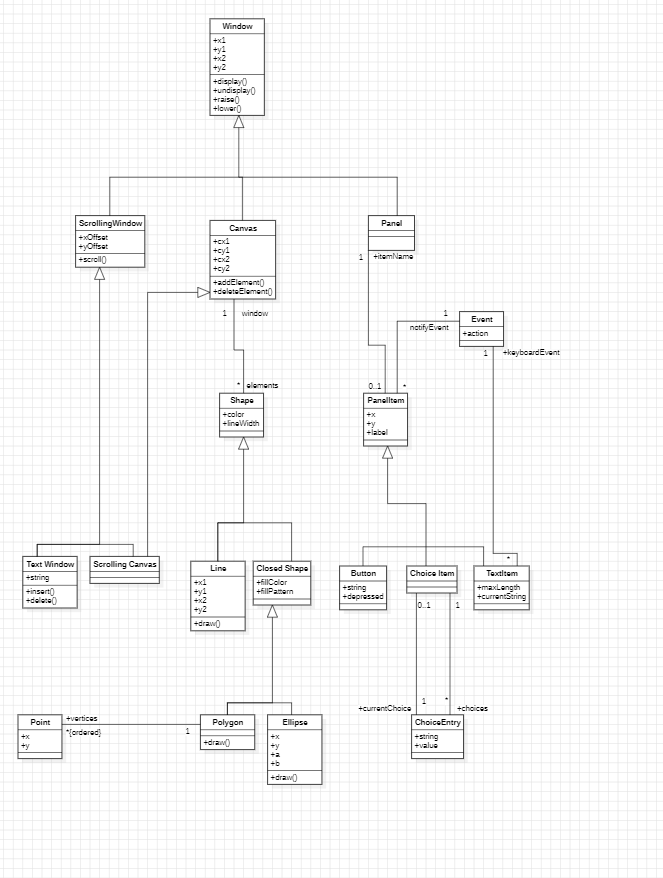 Window
+x1
+y1
+x2
+y2
+display()
+undisplay()
+raise()
+lower()
ScrollingWindow
+xOffset
+yOffset
+scroll()
Canvas
+cx1
+cy1
+cx2
+cy2
+addElement()
+deleteElement()
Panel
1
+itemName
1
window
1
notifyEvent
Event
+action
1
+keyboardEvent
*
elements
0..1
*
Shape
+color
+lineWidth
PanelItem
+x
+y
+label
Text Window
+string
+insert()
+delete()
Scrolling Canvas
Line
+x1
+y1
+x2
+y2
+draw()
Closed Shape
+fillColor
+fillPattern
Button
+string
+depressed
Choice Item
*
TextItem
+maxLength
+currentString
0..1
1
+currentChoice
1
*
+choices
Point
+x
+y
+vertices
*{ordered}
1
Polygon
+draw()
Ellipse
+x
+y
+a
+b
+draw()
ChoiceEntry
+string
+value